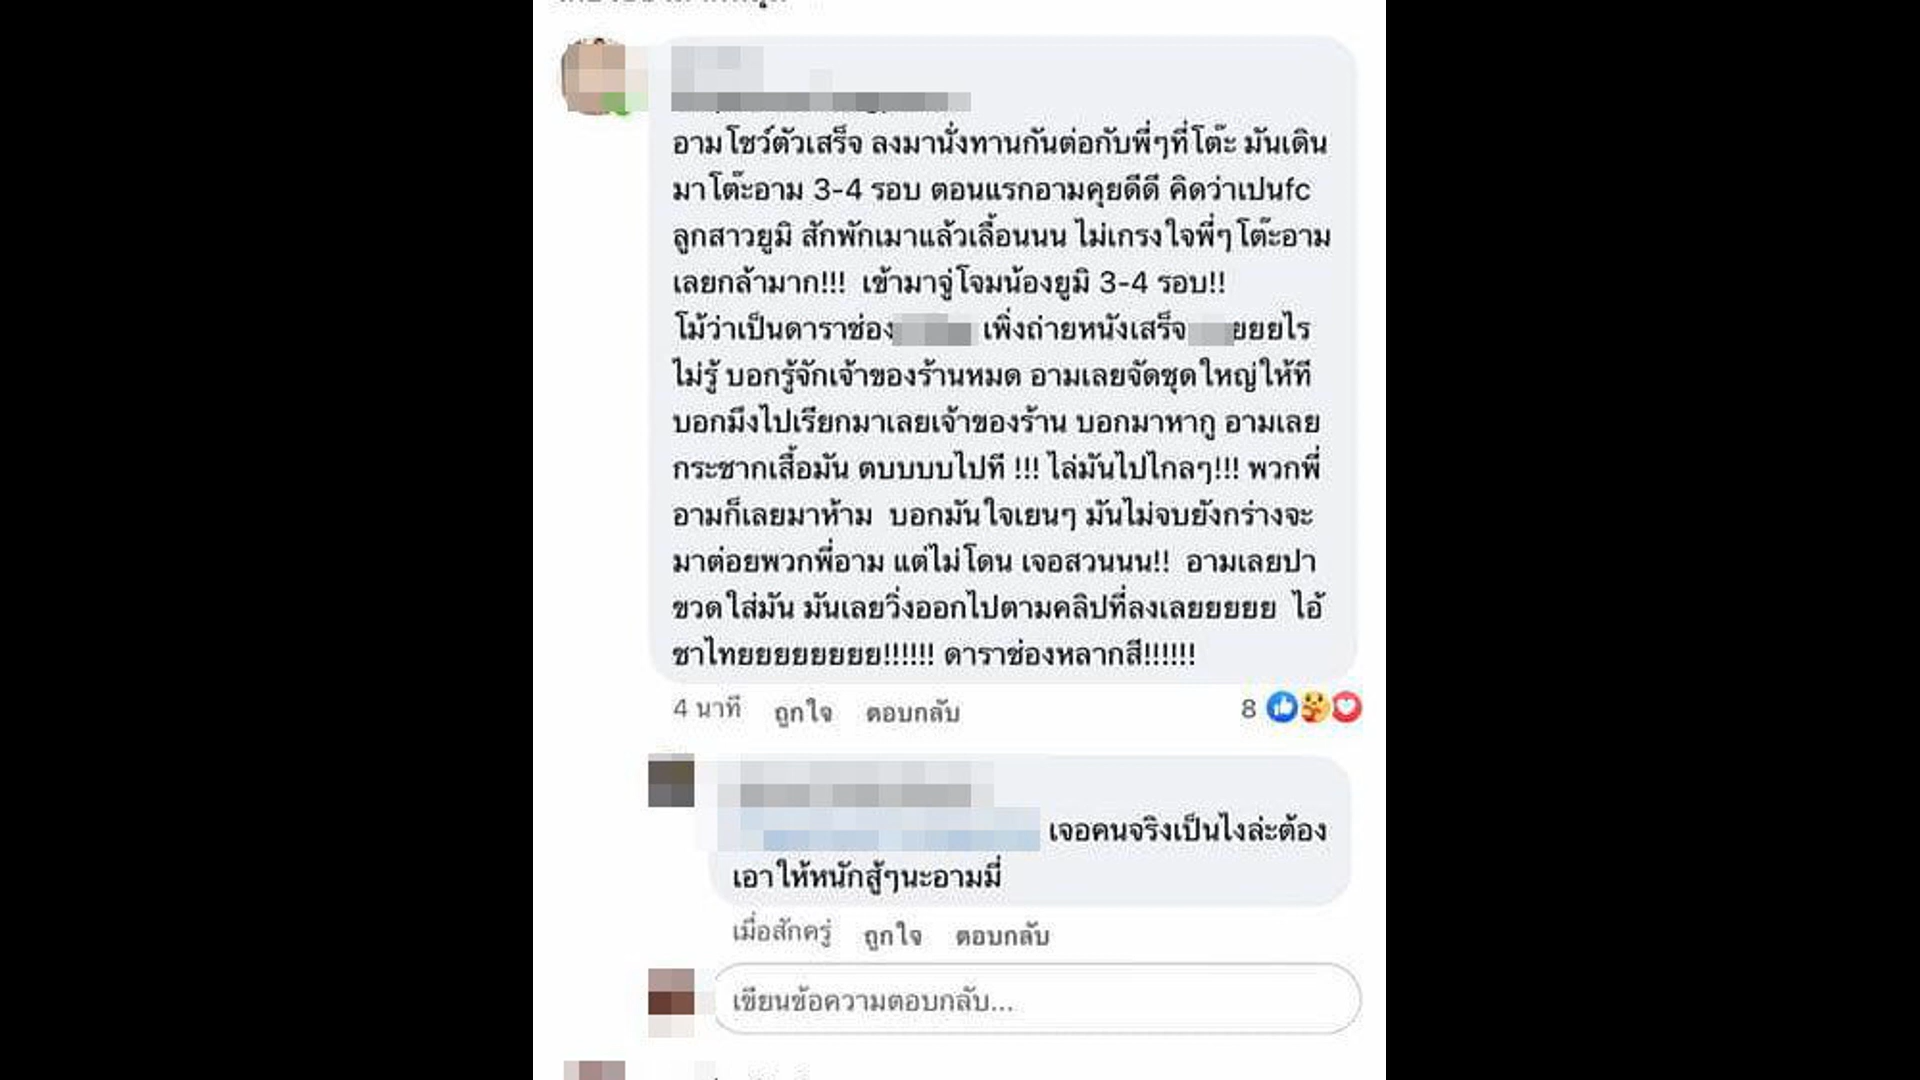 อามโชว์ตัวเสร็จ ลงมานั่งทานกันต่อกับพี่ๆที่โต๊ะ มันเดิน
มาโต๊ะอาม 3-4 รอบ ตอนแรกอามคุยดีดี คิดว่าเปนfc
ลูกสาวยูมิ สักพักเมาแล้วเลื้อนนน ไม่เกรงใจพี่ๆโต๊ะอาม
เลยกล้ามาก!!! เข้ามาจู่โจมน้องยูมิ 3-4 รอบ!!
โม้ว่าเป็นดาราช่อง เพิ่งถ่ายหนังเสร็จ ยยยไร
ไม่รู้ บอกรู้จักเจ้าของร้านหมด อามเลยจัดชุดใหญ่ให้ที
บอกมึงไปเรียกมาเลยเจ้าของร้าน บอกมาหากู อามเลย
กระชากเสื้อมัน ตบบบบไปที !!! ไล่มันไปไกลๆ!!! พวกพี่
อามก็เลยมาห้าม บอกมันใจเยนๆ มันไม่จบยังกร่างจะ
มาต่อยพวกพี่อาม แต่ไม่โดน เจอสวนนน!! อามเลยปา
ขวดใส่มัน มันเลยวิ่งออกไปตามคลิปที่ลงเลยยยยย ไอ้
ชาไทยยยยยยยย!!!!!! ดาราช่องหลากสี!!!!!!
4 นาที ถูกใจ ตอบกลับ 8
เจอคนจริงเป็นไงล่ะต้อง
เอาให้หนักสู้ๆนะอามมี่
เมื่อสักครู่ ถูกใจ ตอบกลับ
เขียนข้อความตอบกลับ...